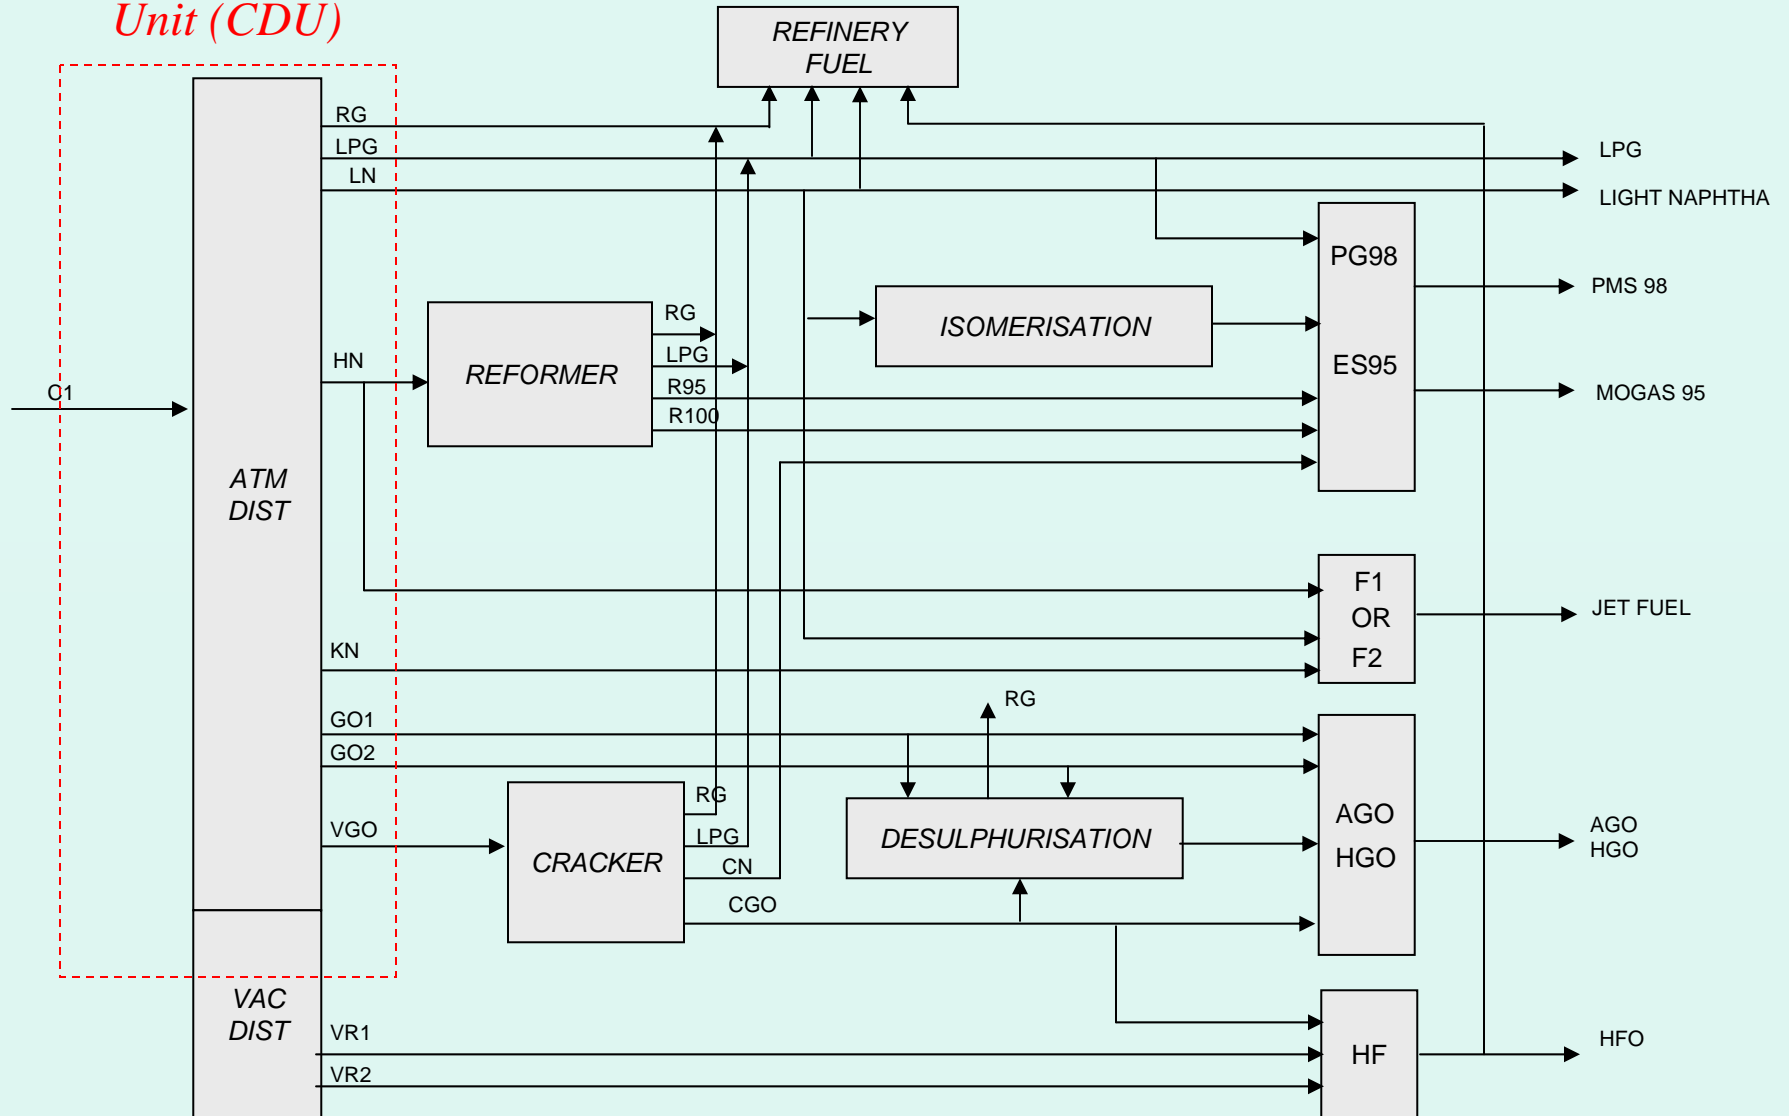 Unit (CDU)
REFINERY
FUEL
RG
LPG
LN
LPG
LIGHT NAPHTHA
PG98
PMS 98
RG
ISOMERISATION
HN
LPG
REFORMER
ES95
R95
C1
MOGAS 95
R100
ATM
DIST
F1
JET FUEL
OR
KN
F2
RG
GO1
GO2
RG
AGO
AGO
VGO
LPG
DESULPHURISATION
HGO
CRACKER
CN
HGO
CGO
VAC
DIST
VR1
HFO
HF
VR2